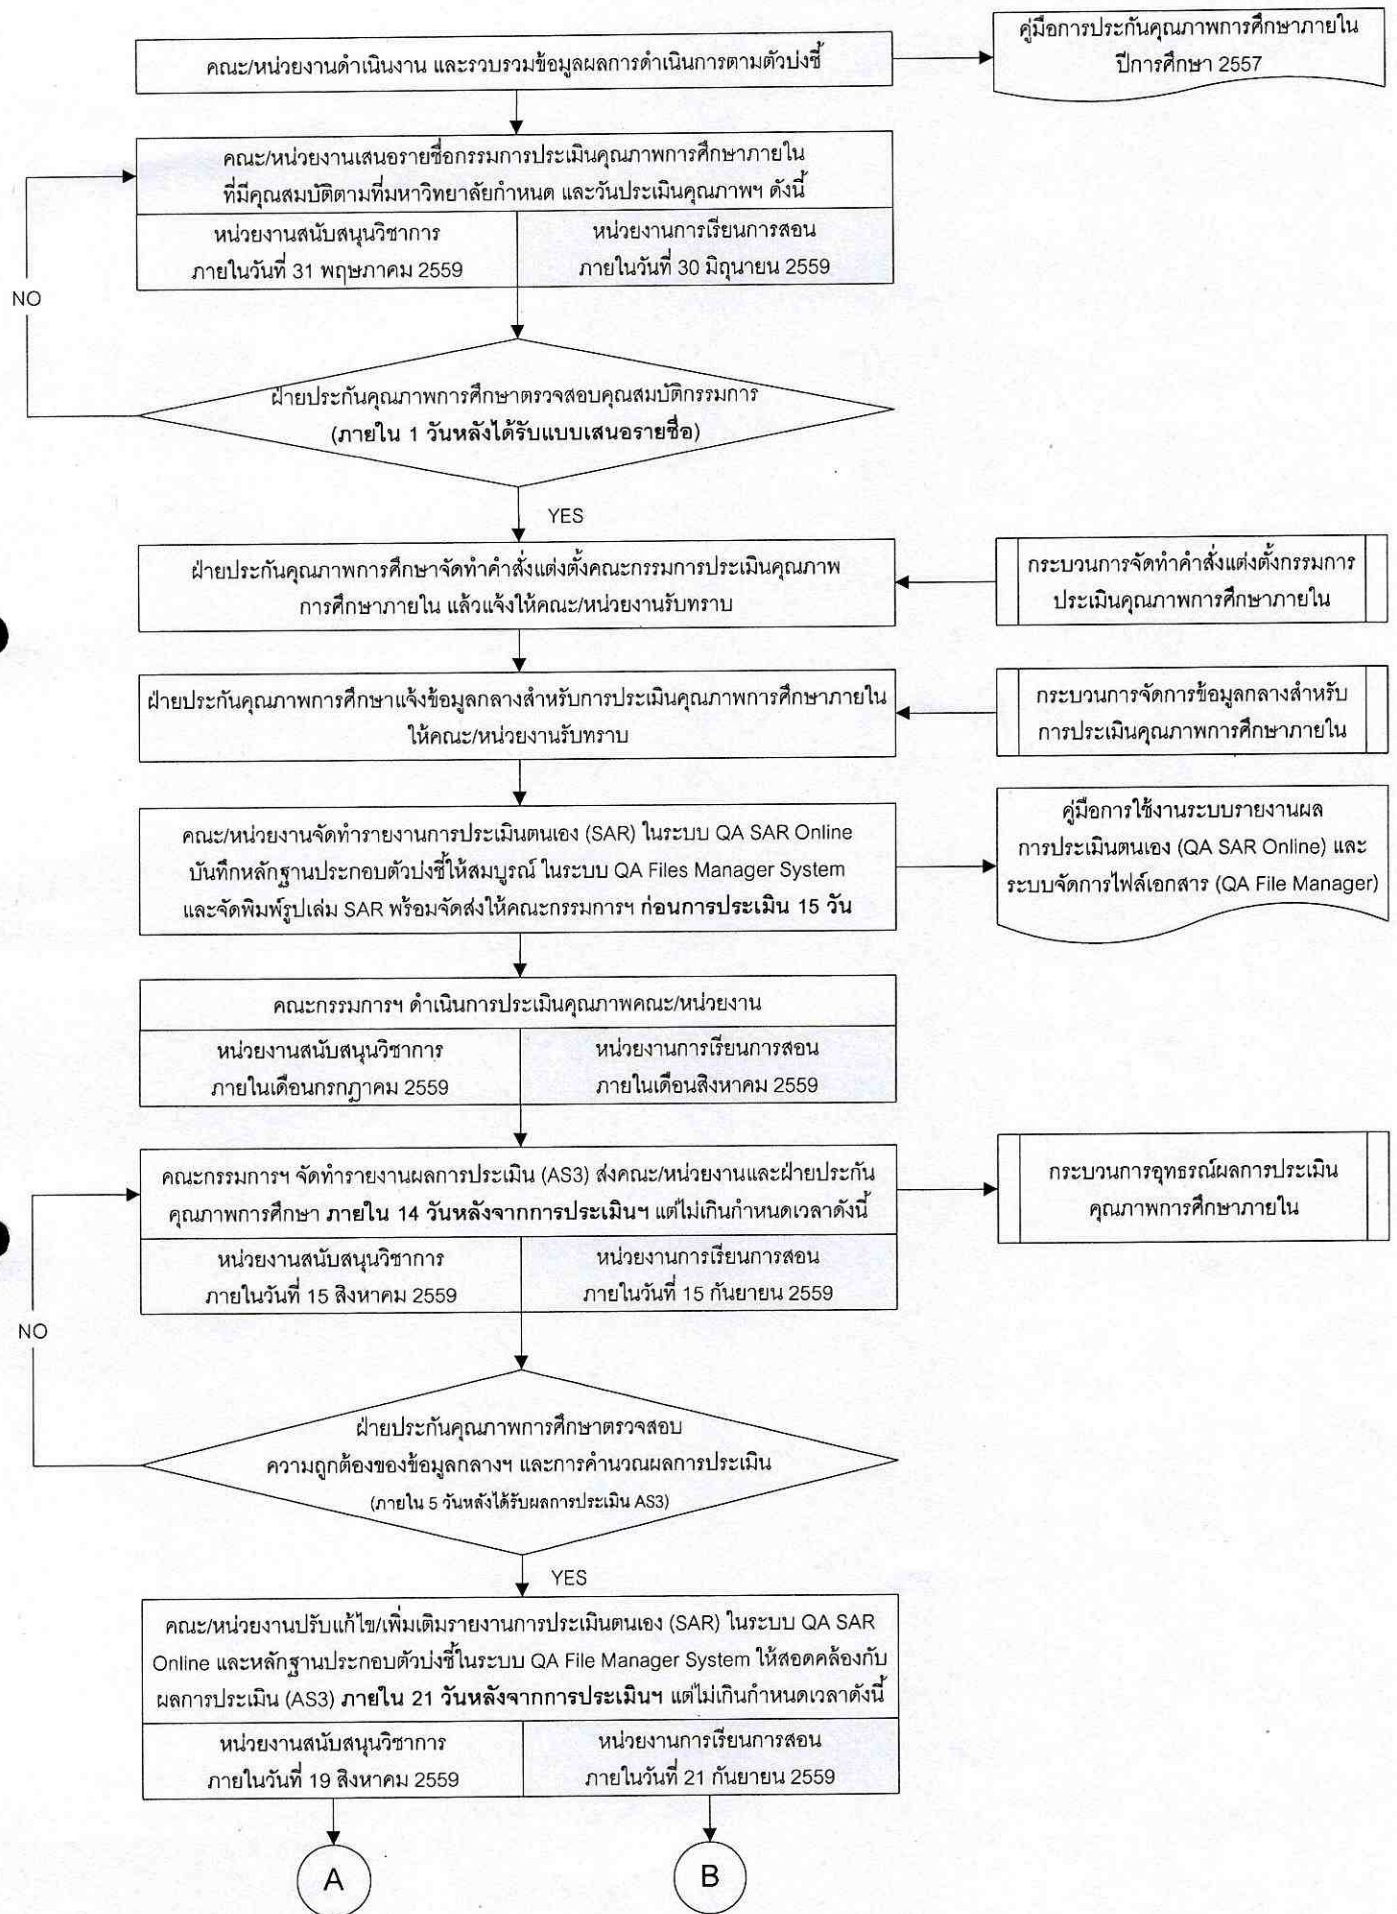 คู่มือการประกันคุณภาพการศึกษาภายใน
ปีการศึกษา 2557
คณะ/หน่วยงานดำเนินงาน และรวบรวมข้อมูลผลการดำเนินการตามตัวบ่งชี้
คณะ/หน่วยงานเสนอรายชื่อกรรมการประเมินคุณภาพการศึกษาภายใน
ที่มีคุณสมบัติตามที่มหาวิทยาลัยกำหนด และวันประเมินคุณภาพฯ ดังนี้
หน่วยงานสนับสนุนวิชาการ
ภายในวันที่ 31 พฤษภาคม 2559
หน่วยงานการเรียนการสอน
ภายในวันที่ 30 มิถุนายน 2559
NO
ฝ่ายประกันคุณภาพการศึกษาตรวจสอบคุณสมบัติกรรมการ
(ภายใน 1 วันหลังได้รับแบบเสนอรายชื่อ)
YES
ฝ่ายประกันคุณภาพการศึกษาจัดทำคำสั่งแต่งตั้งคณะกรรมการประเมินคุณภาพ
การศึกษาภายใน แล้วแจ้งให้คณะ/หน่วยงานรับทราบ
กระบวนการจัดทำคำสั่งแต่งตั้งกรรมการ
ประเมินคุณภาพการศึกษาภายใน
ฝ่ายประกันคุณภาพการศึกษาแจ้งข้อมูลกลางสำหรับการประเมินคุณภาพการศึกษาภายใน
ให้คณะ/หน่วยงานรับทราบ
กระบวนการจัดการข้อมูลกลางสำหรับ
การประเมินคุณภาพการศึกษาภายใน
คณะ/หน่วยงานจัดทำรายงานการประเมินตนเอง (SAR) ในระบบ QA SAR Online
บันทึกหลักฐานประกอบตัวบ่งชี้ให้สมบูรณ์ ในระบบ QA Files Manager System
และจัดพิมพ์รูปเล่ม SAR พร้อมจัดส่งให้คณะกรรมการฯ ก่อนการประเมิน 15 วัน
คู่มือการใช้งานระบบรายงานผล
การประเมินตนเอง (QA SAR Online) และ
ระบบจัดการไฟล์เอกสาร (QA File Manager)
คณะกรรมการฯ ดำเนินการประเมินคุณภาพคณะ/หน่วยงาน
หน่วยงานสนับสนุนวิชาการ
ภายในเดือนกรกฎาคม 2559
หน่วยงานการเรียนการสอน
ภายในเดือนสิงหาคม 2559
คณะกรรมการฯ จัดทำรายงานผลการประเมิน (AS3) ส่งคณะ/หน่วยงานและฝ่ายประกัน
คุณภาพการศึกษา ภายใน 14 วันหลังจากการประเมินฯ แต่ไม่เกินกำหนดเวลาดังนี้
กระบวนการอุทธรณ์ผลการประเมิน
คุณภาพการศึกษาภายใน
หน่วยงานสนับสนุนวิชาการ
ภายในวันที่ 15 สิงหาคม 2559
หน่วยงานการเรียนการสอน
ภายในวันที่ 15 กันยายน 2559
NO
ฝ่ายประกันคุณภาพการศึกษาตรวจสอบ
ความถูกต้องของข้อมูลกลางฯ และการคำนวณผลการประเมิน
(ภายใน 5 วันหลังได้รับผลการประเมิน AS3)
YES
คณะ/หน่วยงานปรับแก้ไข/เพิ่มเติมรายงานการประเมินตนเอง (SAR) ในระบบ QA SAR
Online และหลักฐานประกอบตัวบ่งชี้ในระบบ QA File Manager System ให้สอดคล้องกับ
ผลการประเมิน (AS3) ภายใน 21 วันหลังจากการประเมินฯ แต่ไม่เกินกำหนดเวลาดังนี้
หน่วยงานสนับสนุนวิชาการ
ภายในวันที่ 19 สิงหาคม 2559
หน่วยงานการเรียนการสอน
ภายในวันที่ 21 กันยายน 2559
A
B